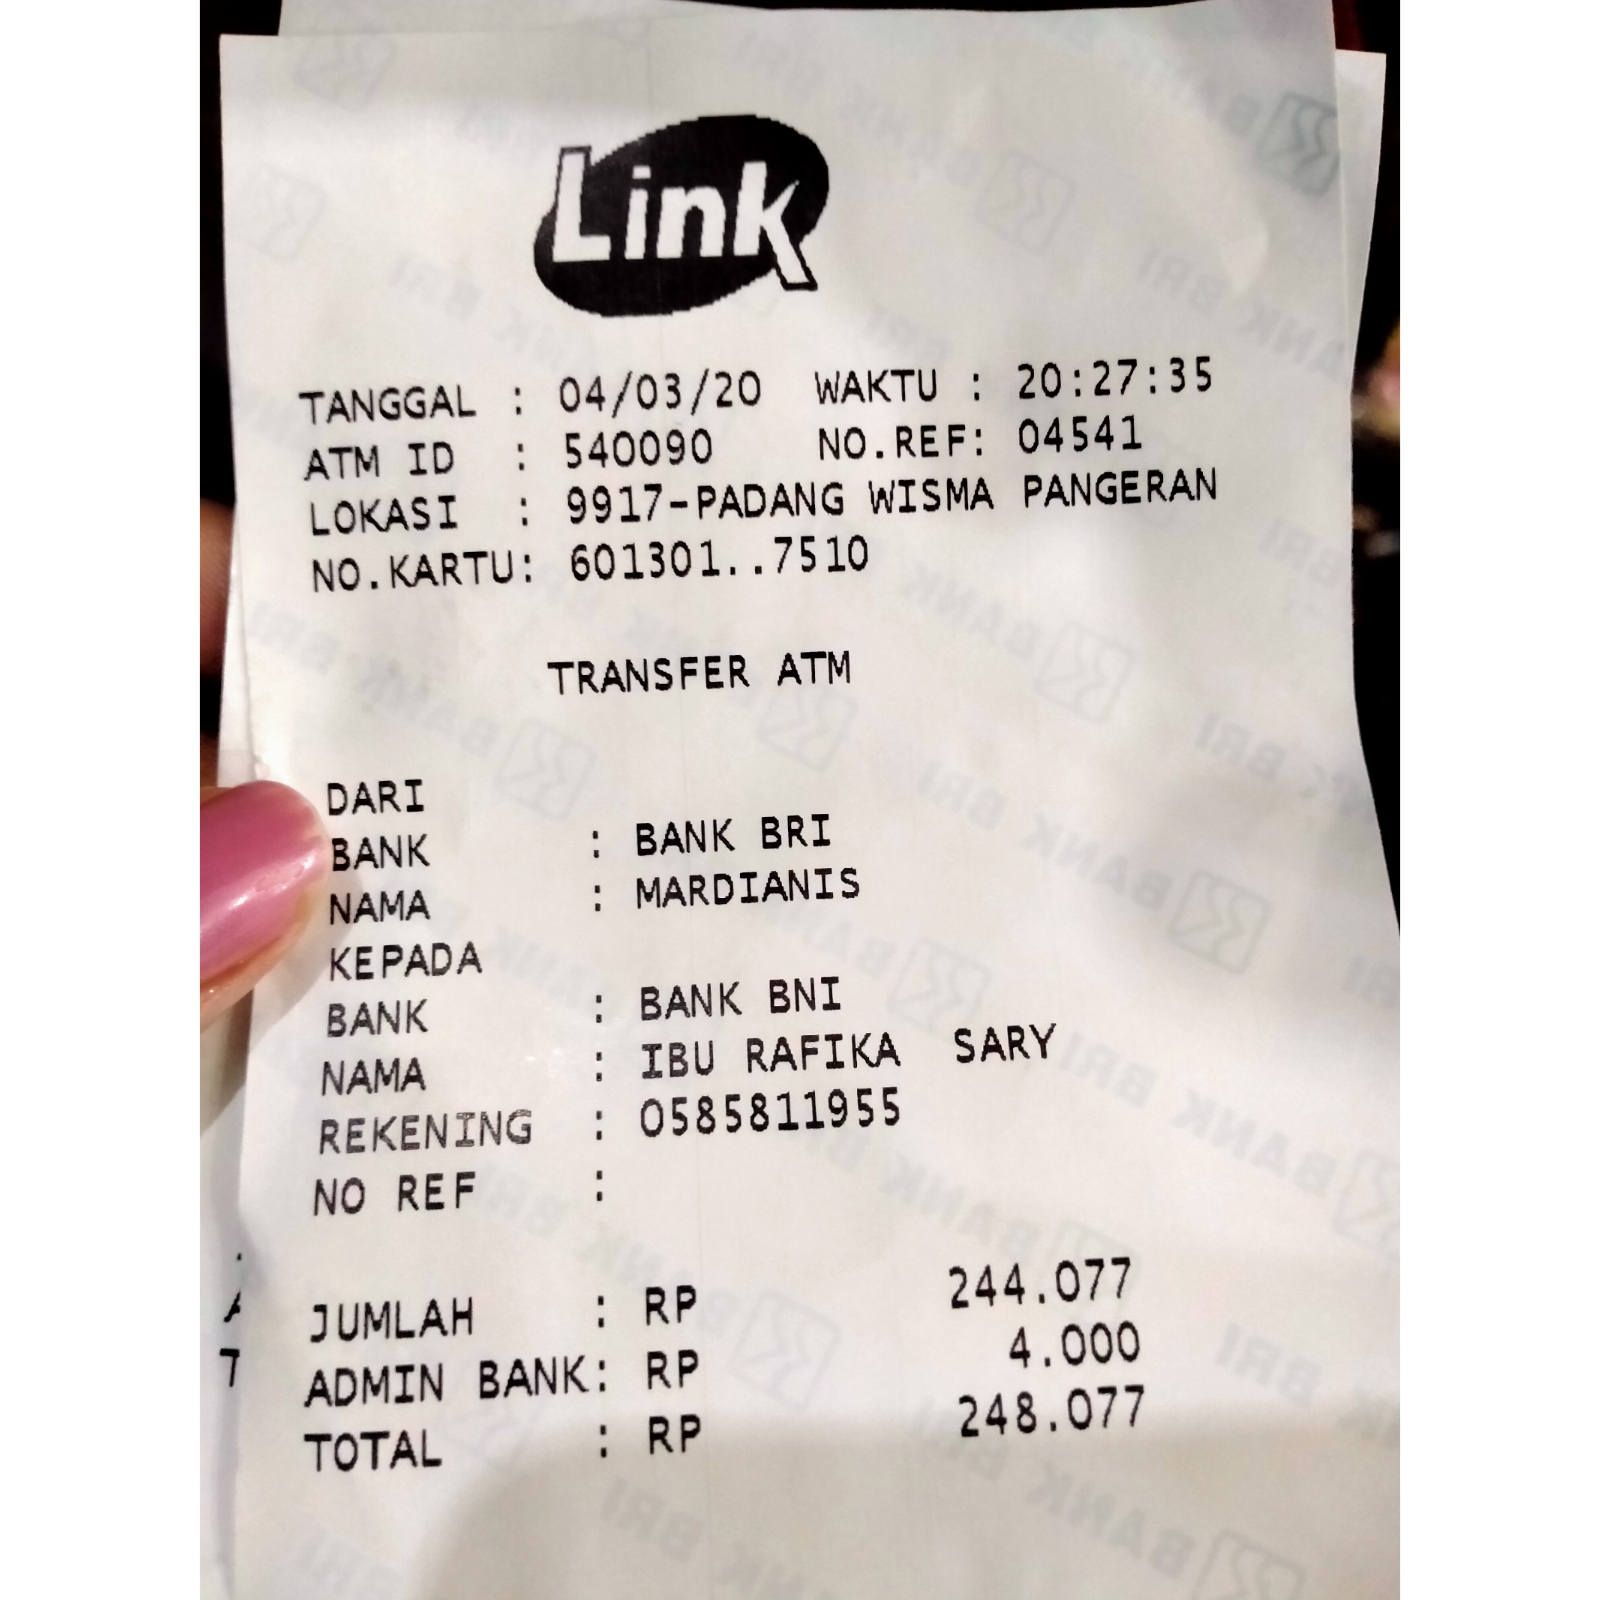 Link
TANGGAL : 04/03/20 WAKTU : 20:27:35
ATM ID : 540090 NO.REF: 04541
LOKASI : 9917-PADANG WISMA PANGERAN
NO.KARTU: 601301..7510
TRANSFER ATM
DARI
BANK : BANK BRI
NAMA : MARDIANIS
KEPADA
BANK : BANK BNI
NAMA : IBU RAFIKA SARY
REKENING : 0585811955
NO REF :
JUMLAH : RP 244.077
ADMIN BANK: RP 4.000
TOTAL : RP 248.077